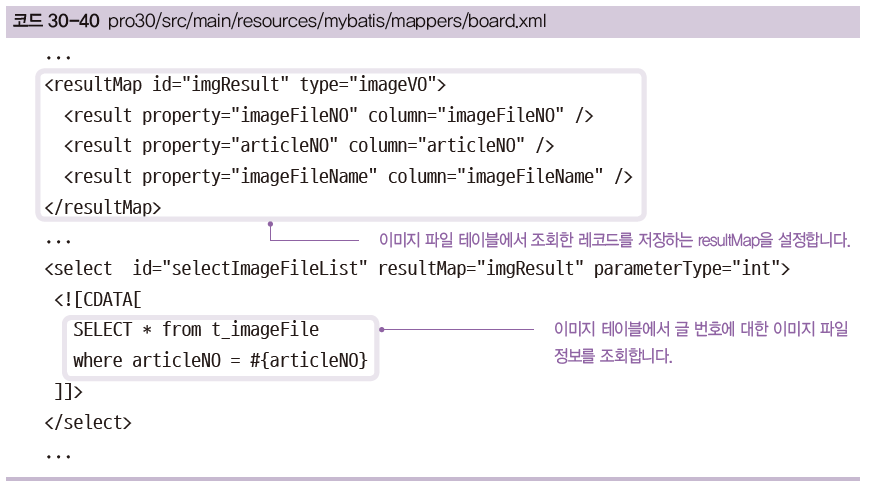 코드 30-40 pro30/src/main/resources/mybatis/mappers/board.xml
...
<resultMap id="imgResult" type="imageVO">
<result property="imageFileNO" column="imageFileNO" />
<result property="articleNO" column="articleNO" />
<result property="imageFileName" column="imageFileName" />
</resultMap>
이미지 파일 테이블에서 조회한 레코드를 저장하는 resultMap을 설정합니다.
...
<select  id="selectImageFileList" resultMap="imgResult" parameterType="int">
<![CDATA[
SELECT * from t_imageFile
where articleNO = #{articleNO}
이미지 테이블에서 글 번호에 대한 이미지 파일
정보를 조회합니다.
]]>
</select>
...